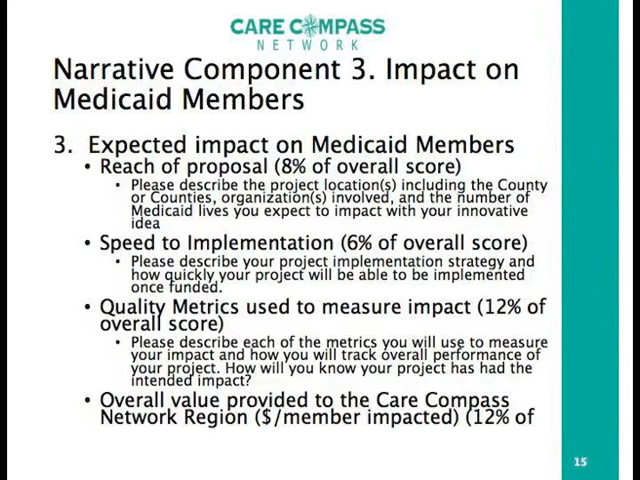 CARE COMPASS
NETWORK
Narrative Component 3. Impact on
Medicaid Members
3. Expected impact on Medicaid Members
• Reach of proposal (8% of overall score)
• Please describe the project location(s) including the County
or Counties, organization(s) involved, and the number of
Medicaid lives you expect to impact with your innovative
idea
• Speed to Implementation (6% of overall score)
• Please describe your project implementation strategy and
how quickly your project will be able to be implemented
once funded.
• Quality Metrics used to measure impact (12% of
overall score)
• Please describe each of the metrics you will use to measure
your impact and how you will track overall performance of
your project. How will you know your project has had the
intended impact?
• Overall value provided to the Care Compass
Network Region ($/member impacted) (12% of
15